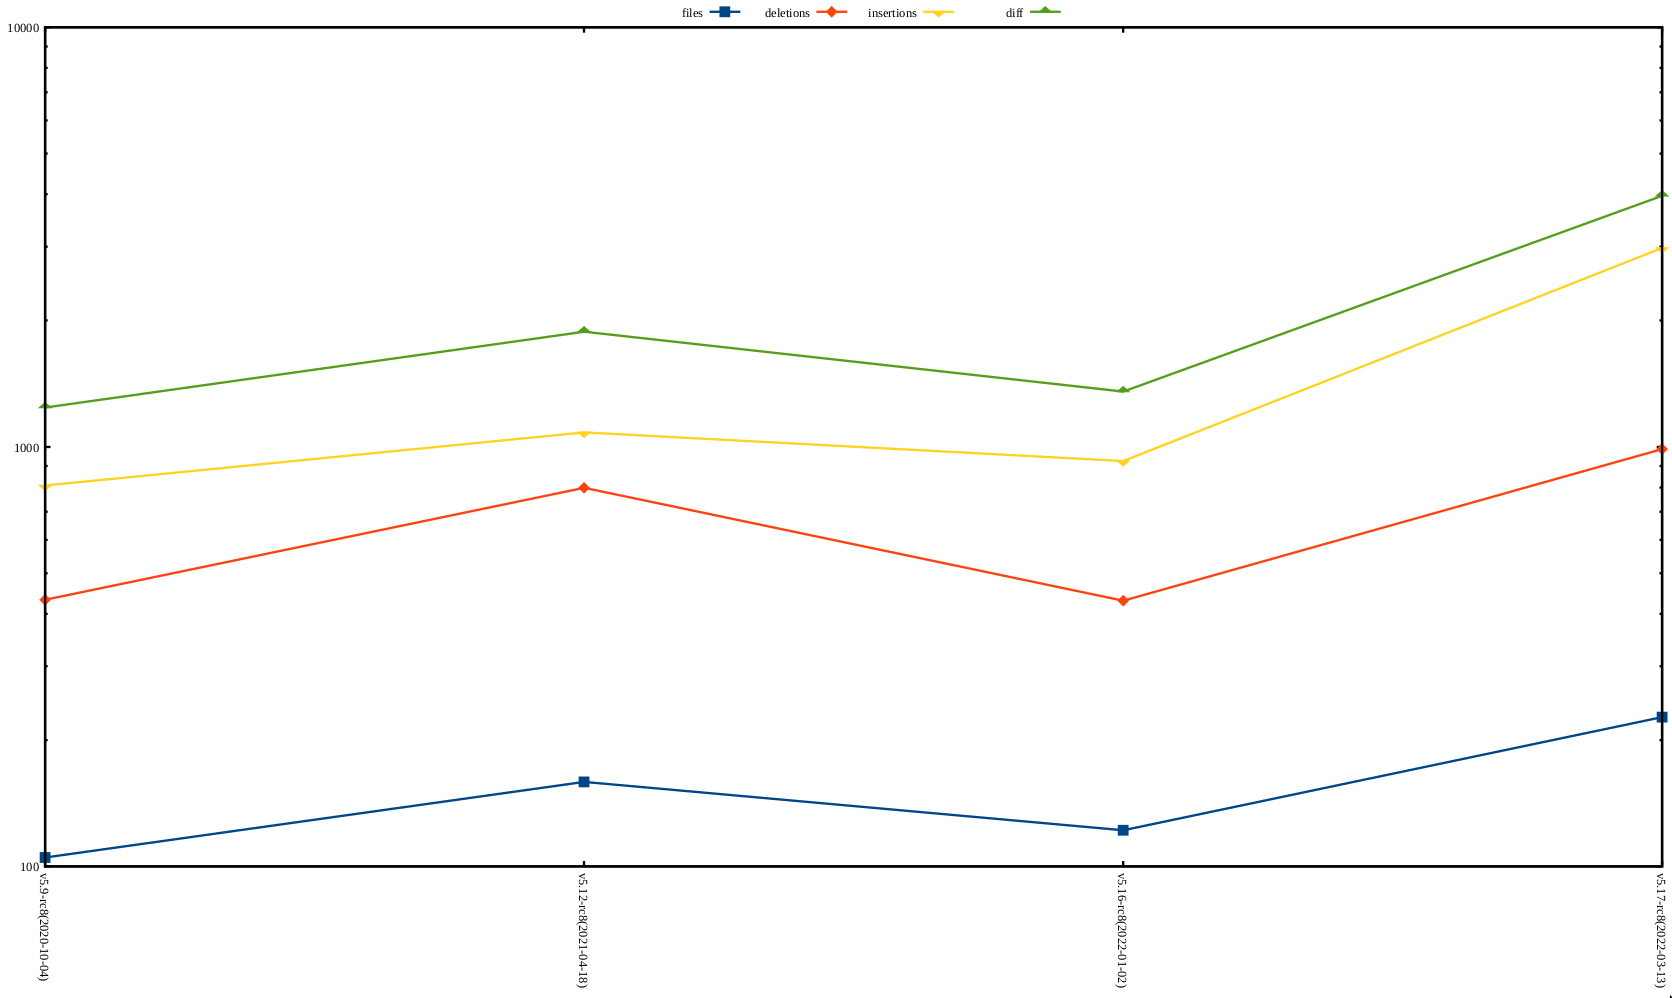 files deletions insertions diff
10000
1000
100
v5.9-rc8(2020-10-04)
v5.12-rc8(2021-04-18)
v5.16-rc8(2022-01-02)
v5.17-rc8(2022-03-13)